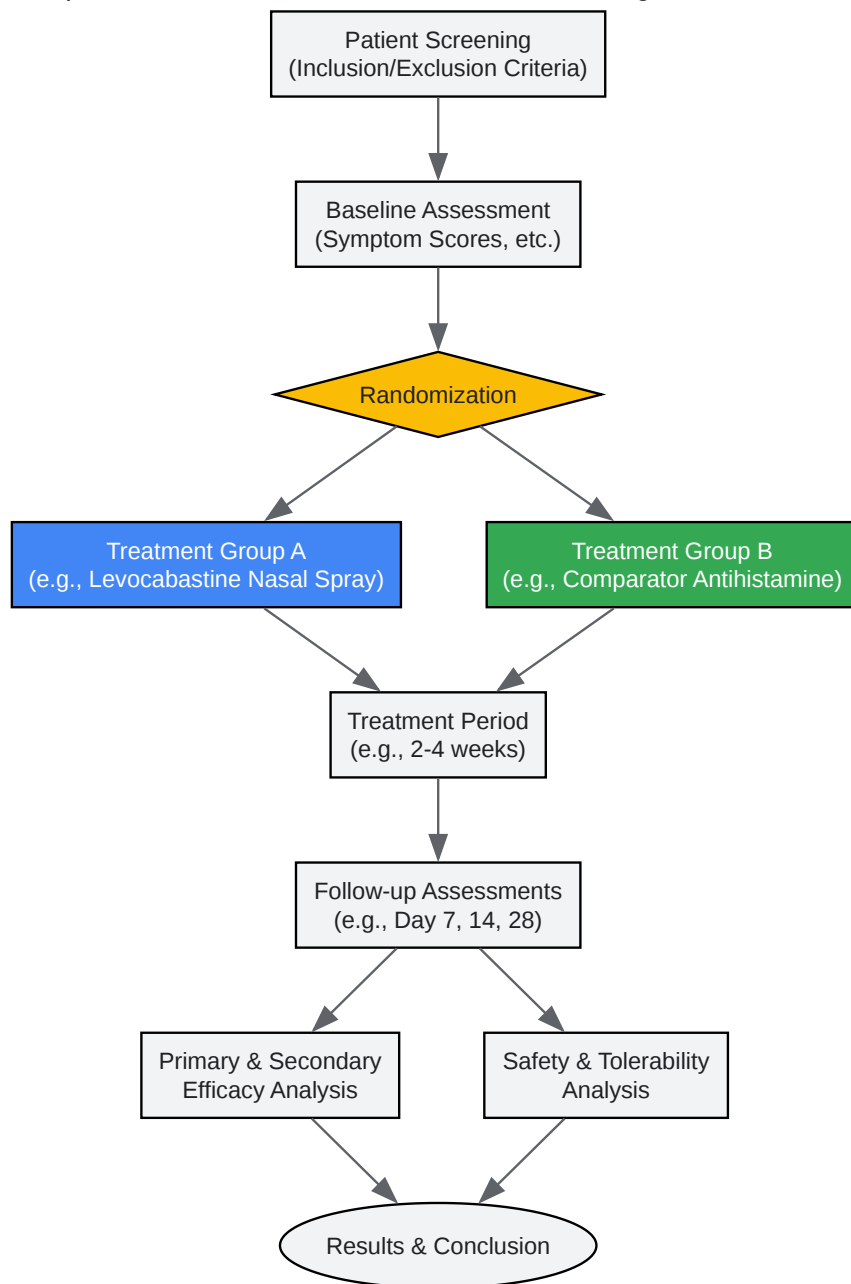 Patient Screening
(Inclusion/Exclusion Criteria)
Baseline Assessment
(Symptom Scores, etc.)
Randomization
Treatment Group A
(e.g., Levocabastine Nasal Spray)
Treatment Group B
(e.g., Comparator Antihistamine)
Treatment Period
(e.g., 2-4 weeks)
Follow-up Assessments
(e.g., Day 7, 14, 28)
Primary & Secondary
Efficacy Analysis
Safety & Tolerability
Analysis
Results & Conclusion